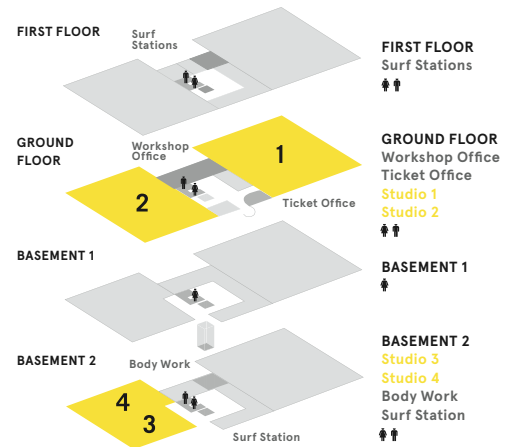 FIRST FLOOR
Surf
Stations
FIRST FLOOR
Surf Stations
GROUND
FLOOR
Workshop
Office
1
2
Ticket Office
GROUND FLOOR
Workshop Office
Ticket Office
Studio 1
Studio 2
BASEMENT 1
BASEMENT 1
BASEMENT 2
Body Work
4
3
Surf Station
BASEMENT 2
Studio 3
Studio 4
Body Work
Surf Station